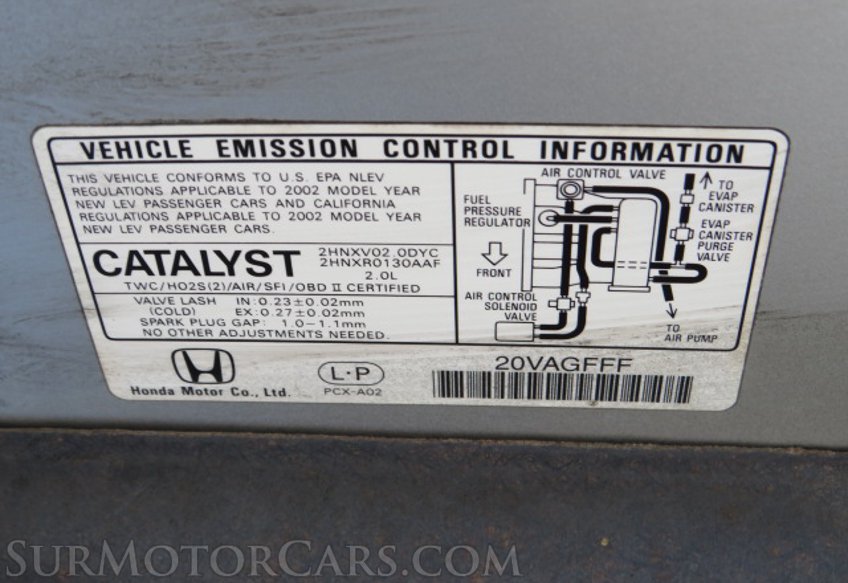 VEHICLE EMISSION CONTROL INFORMATION
THIS VEHICLE CONFORMS TO U.S. EPA NLEV
REGULATIONS APPLICABLE TO 2002 MODEL YEAR
NEW LEV PASSENGER CARS AND CALIFORNIA
REGULATIONS APPLICABLE TO 2002 MODEL YEAR
NEW LEV PASSENGER CARS.
CATALYST
2HNXV02.0DYC
2HNXR0130AAF
2.0L
TWC/HO2S(2)/AIR/SFI/OBD II CERTIFIED
VALVE LASH IN:0.23±0.02mm
(COLD) EX:0.27±0.02mm
SPARK PLUG GAP: 1.0-1.1mm
NO OTHER ADJUSTMENTS NEEDED.
AIR CONTROL VALVE
FUEL
PRESSURE
REGULATOR
FRONT
AIR CONTROL
SOLENOID
VALVE
TO
EVAP
CANISTER
EVAP
CANISTER
PURGE
VALVE
TO
AIR PUMP
Honda Motor Co., Ltd.
L·P
PCX-A02
20VAGFFF
SURMOTORCARS.COM